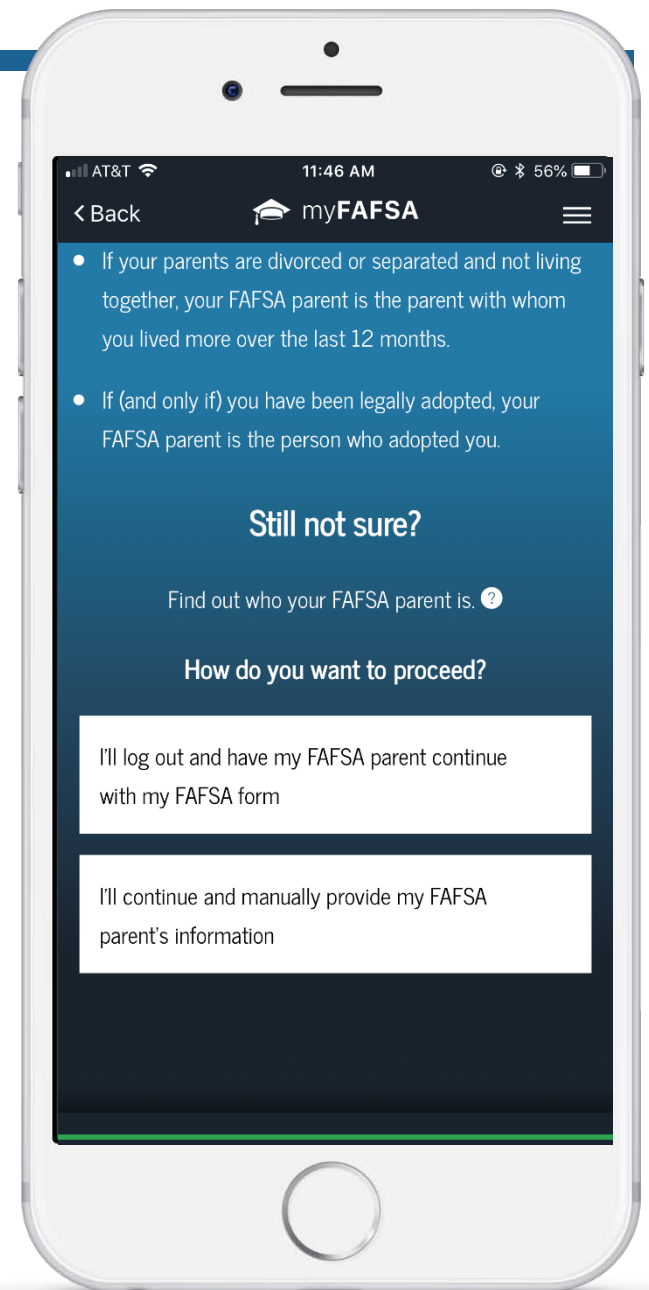 AT&T 11:46 AM 56%
Back myFAFSA
• If your parents are divorced or separated and not living
together, your FAFSA parent is the parent with whom
you lived more over the last 12 months.
• If (and only if) you have been legally adopted, your
FAFSA parent is the person who adopted you.
Still not sure?
Find out who your FAFSA parent is. ?
How do you want to proceed?
I'll log out and have my FAFSA parent continue
with my FAFSA form
I'll continue and manually provide my FAFSA
parent's information